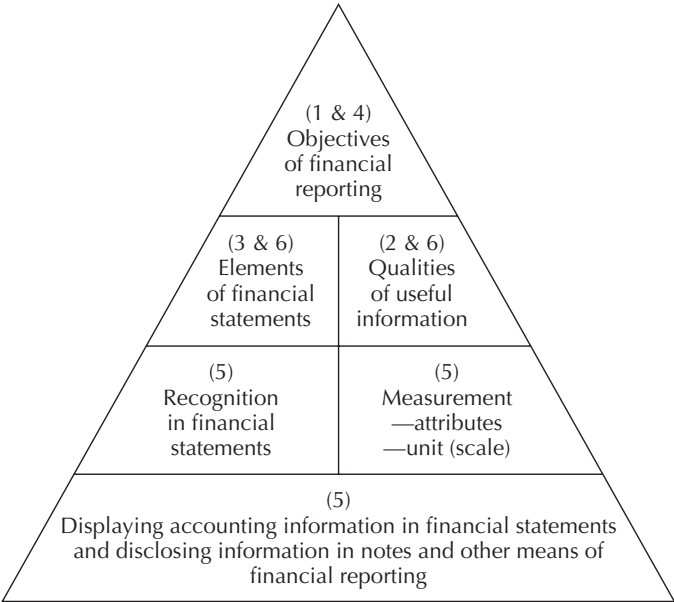 (1 & 4)
Objectives
of financial
reporting
(3 & 6)
Elements
of financial
statements
(2 & 6)
Qualities
of useful
information
(5)
Recognition
in financial
statements
(5)
Measurement
—attributes
—unit (scale)
(5)
Displaying accounting information in financial statements
and disclosing information in notes and other means of
financial reporting